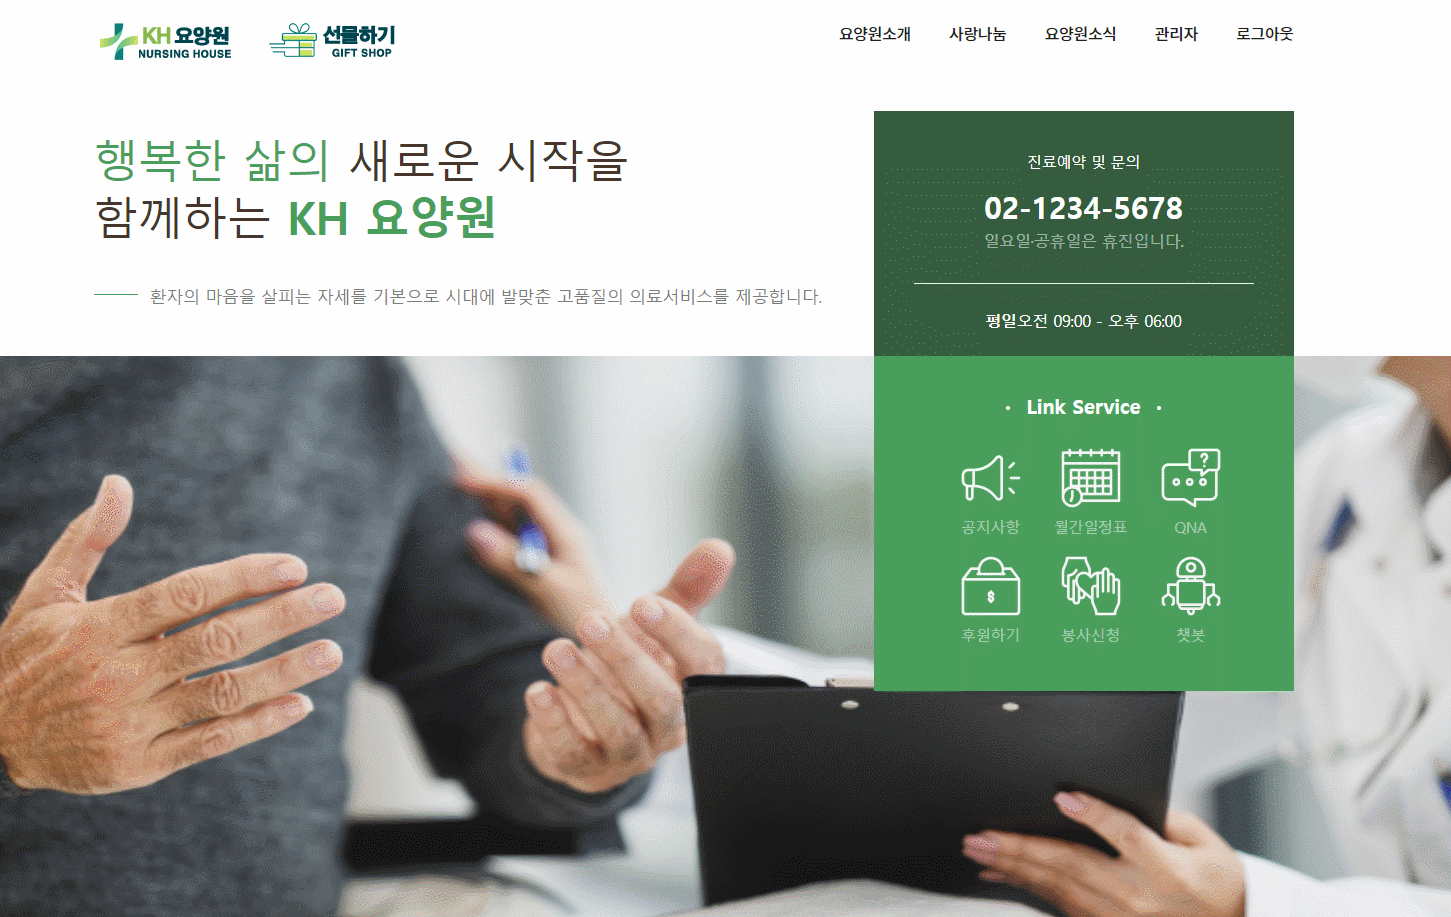 KH 요양원
NURSING HOUSE
선물하기
GIFT SHOP
요양원소개 사랑나눔 요양원소식 관리자 로그아웃
행복한 삶의 새로운 시작을
함께하는 KH 요양원
환자의 마음을 살피는 자세를 기본으로 시대에 발맞춘 고품질의 의료서비스를 제공합니다.
진료예약 및 문의
02-1234-5678
일요일·공휴일은 휴진입니다.
평일오전 09:00 - 오후 06:00
· Link Service ·
공지사항 월간일정표 QNA
후원하기 봉사신청 챗봇